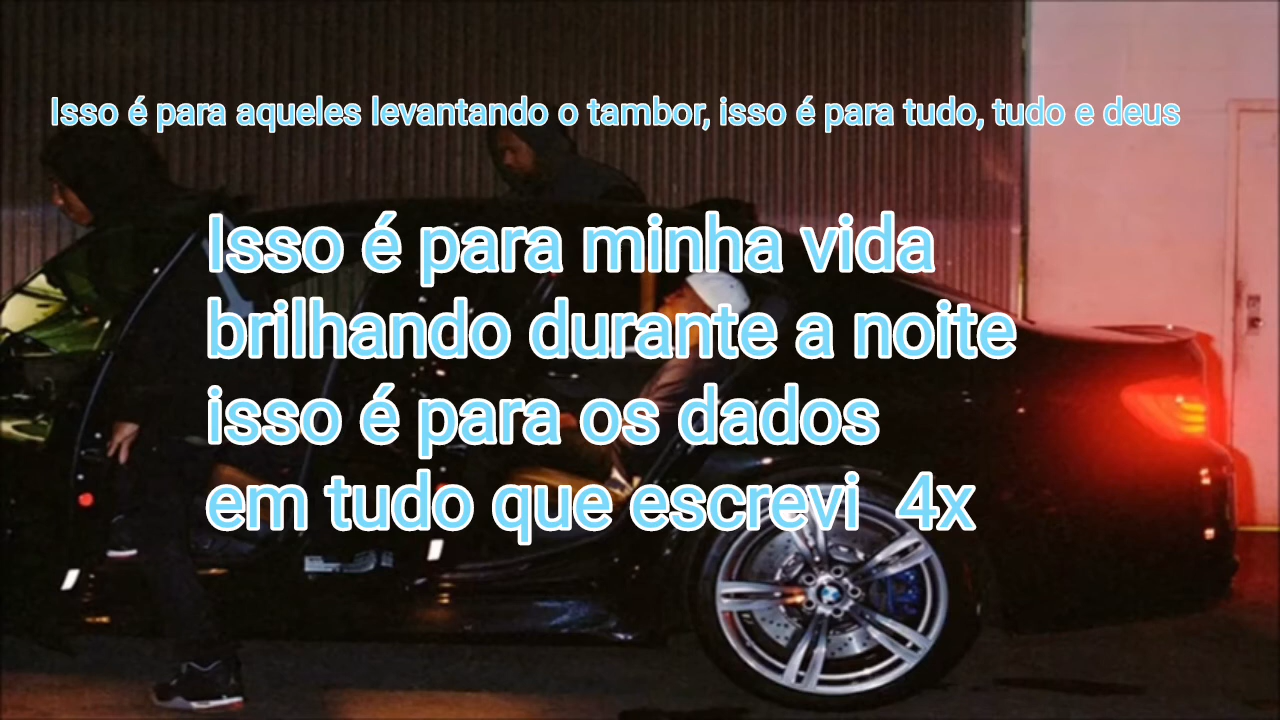 Isso é para aqueles levantando o tambor, isso é para tudo, tudo e deus
Isso é para minha vida
brilhando durante a noite
isso é para os dados
em tudo que escrevi 4x